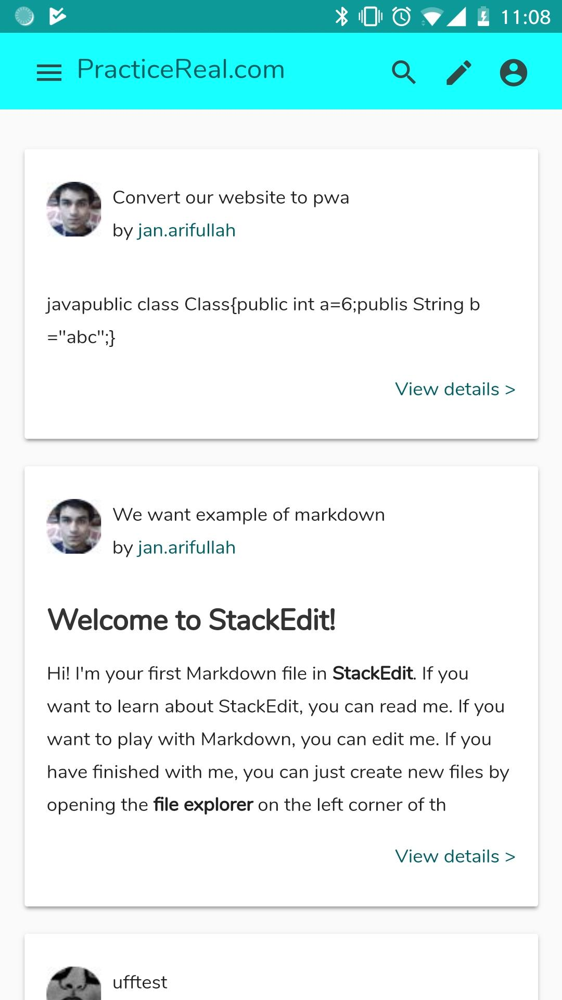 11:08
PracticeReal.com
Convert our website to pwa
by jan.arifullah
javapublic class Class{public int a=6;publis String b
="abc";}
View details >
We want example of markdown
by jan.arifullah
Welcome to StackEdit!
Hi! I'm your first Markdown file in StackEdit. If you
want to learn about StackEdit, you can read me. If you
want to play with Markdown, you can edit me. If you
have finished with me, you can just create new files by
opening the file explorer on the left corner of th
View details >
ufftest